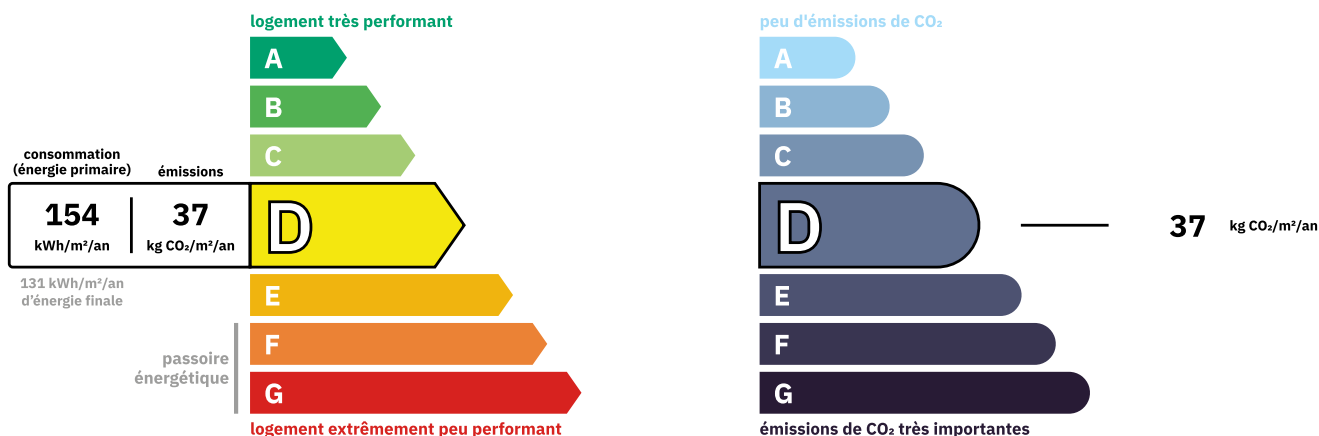 logement très performant
A
B
C
consommation
(énergie primaire)
émissions
154
kWh/m²/an
37
kg CO₂/m²/an
D
131 kWh/m²/an
d'énergie finale
E
passoire
énergétique
F
G
logement extrêmement peu performant
peu d'émissions de CO₂
A
B
C
D
37 kg CO₂/m²/an
E
F
G
émissions de CO₂ très importantes